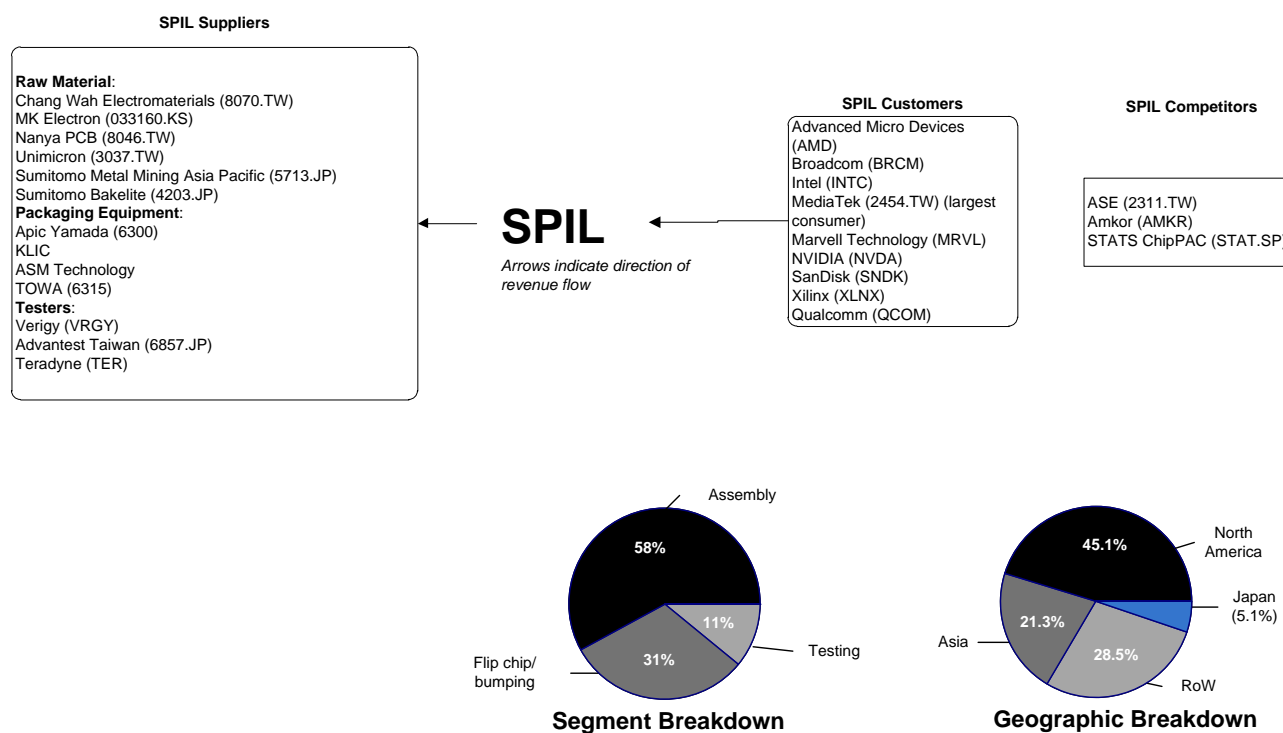 SPIL Suppliers
Raw Material:
Chang Wah Electromaterials (8070.TW)
MK Electron (033160.KS)
Nanya PCB (8046.TW)
Unimicron (3037.TW)
Sumitomo Metal Mining Asia Pacific (5713.JP)
Sumitomo Bakelite (4203.JP)
Packaging Equipment:
Apic Yamada (6300)
KLIC
ASM Technology
TOWA (6315)
Testers:
Verigy (VRGY)
Advantest Taiwan (6857.JP)
Teradyne (TER)
SPIL
Arrows indicate direction of
revenue flow
SPIL Customers
Advanced Micro Devices
(AMD)
Broadcom (BRCM)
Intel (INTC)
MediaTek (2454.TW) (largest
consumer)
Marvell Technology (MRVL)
NVIDIA (NVDA)
SanDisk (SNDK)
Xilinx (XLNX)
Qualcomm (QCOM)
SPIL Competitors
ASE (2311.TW)
Amkor (AMKR)
STATS ChipPAC (STAT.SP)
Assembly
58%
11%
Testing
31%
Flip chip/
bumping
Segment Breakdown
North
America
45.1%
Japan
(5.1%)
21.3%
Asia
28.5%
RoW
Geographic Breakdown